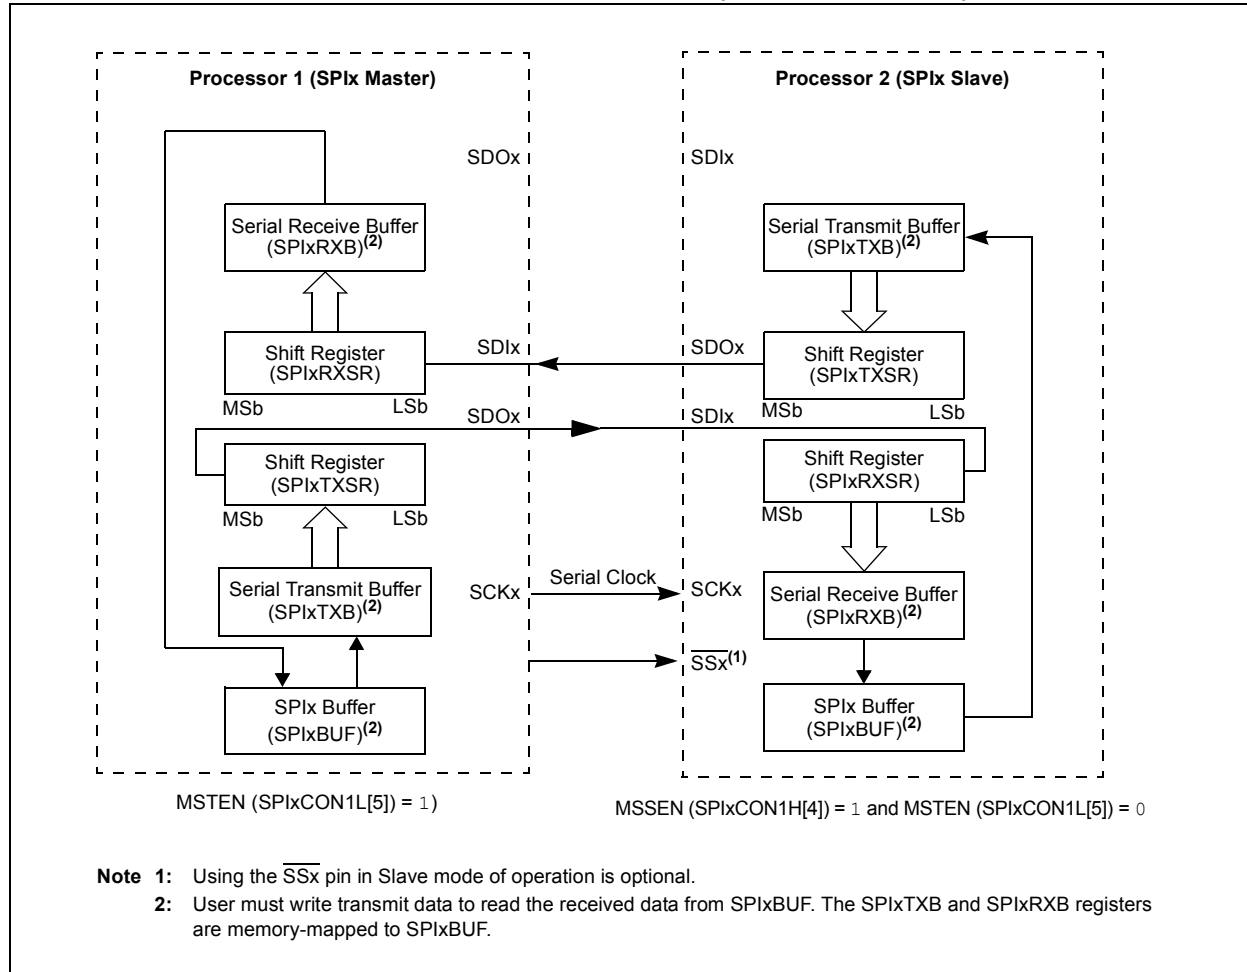 Processor 1 (SPIx Master)
Processor 2 (SPIx Slave)
SDOx
SDIx
Serial Receive Buffer
(SPIxRXB)(2)
Serial Transmit Buffer
(SPIxTXB)(2)
Shift Register
(SPIxRXSR)
SDIx
SDOx
Shift Register
(SPIxTXSR)
MSb
LSb
MSb
LSb
SDOx
SDIx
Shift Register
(SPIxTXSR)
Shift Register
(SPIxRXSR)
MSb
LSb
MSb
LSb
Serial Transmit Buffer
(SPIxTXB)(2)
SCKx
Serial Clock
SCKx
Serial Receive Buffer
(SPIxRXB)(2)
SSx(1)
SPIx Buffer
(SPIxBUF)(2)
SPIx Buffer
(SPIxBUF)(2)
MSTEN (SPIxCON1L[5]) = 1)
MSSEN (SPIxCON1H[4]) = 1 and MSTEN (SPIxCON1L[5]) = 0
Note 1: Using the SSx pin in Slave mode of operation is optional.
2: User must write transmit data to read the received data from SPIxBUF. The SPIxTXB and SPIxRXB registers
are memory-mapped to SPIxBUF.